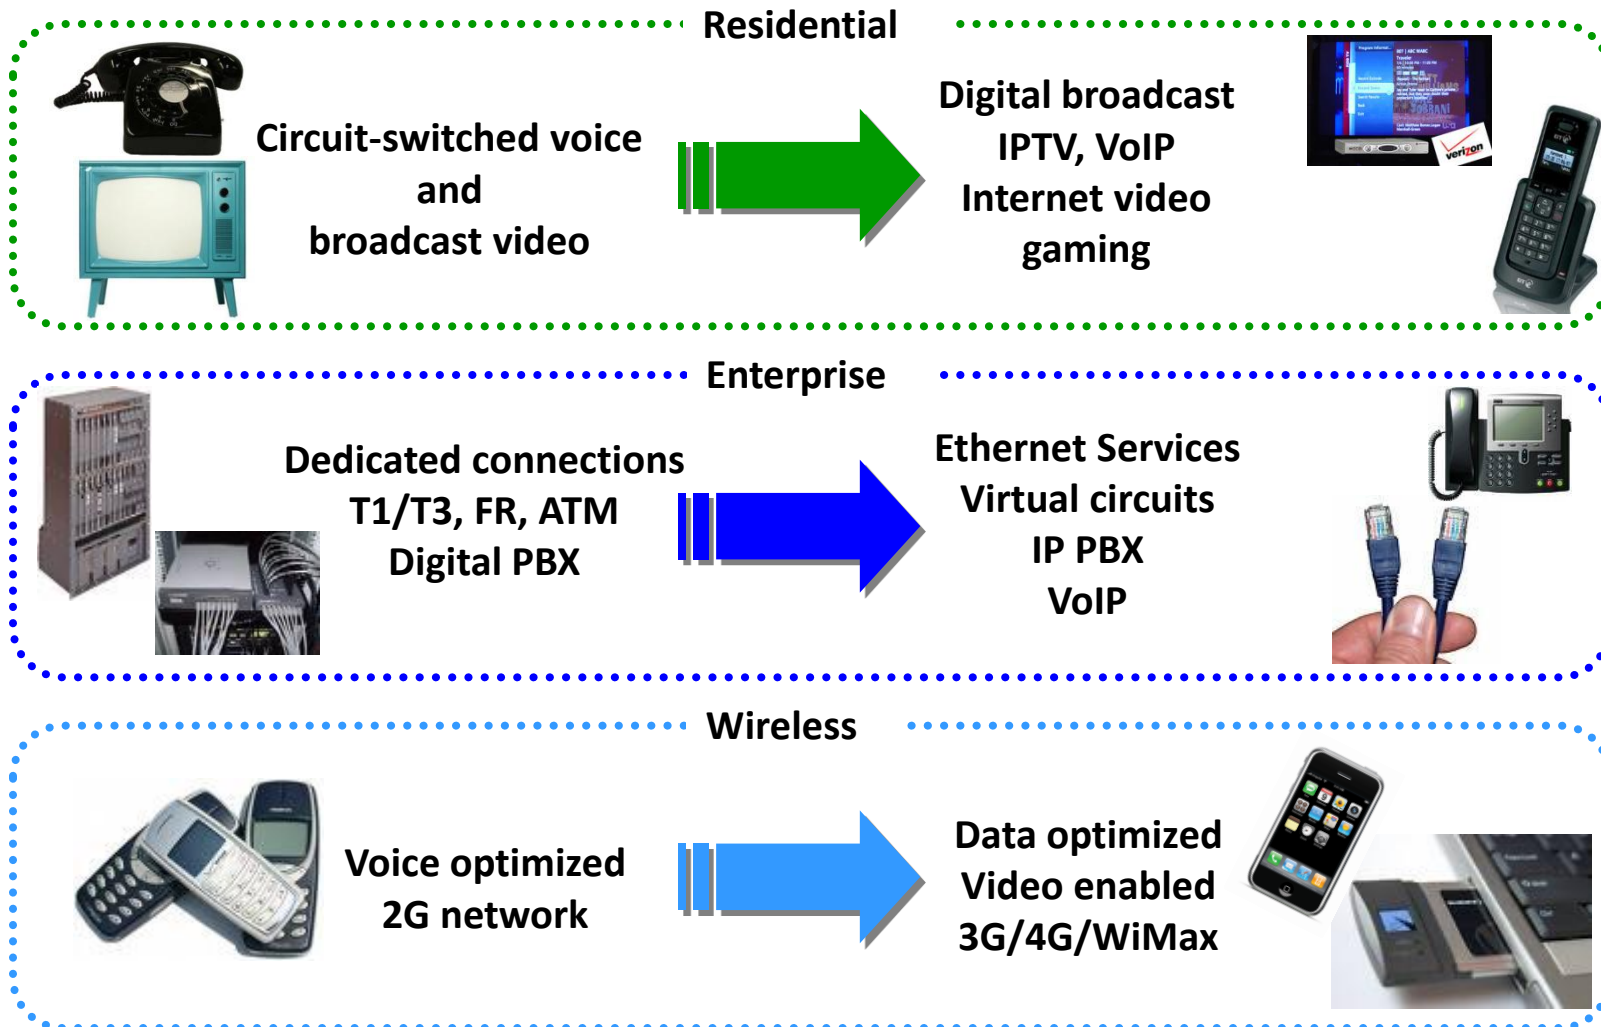 Residential
Circuit-switched voice
and
broadcast video
Digital broadcast
IPTV, VoIP
Internet video
gaming
verizon
Enterprise
Dedicated connections
T1/T3, FR, ATM
Digital PBX
Ethernet Services
Virtual circuits
IP PBX
VoIP
Wireless
Voice optimized
2G network
Data optimized
Video enabled
3G/4G/WiMax